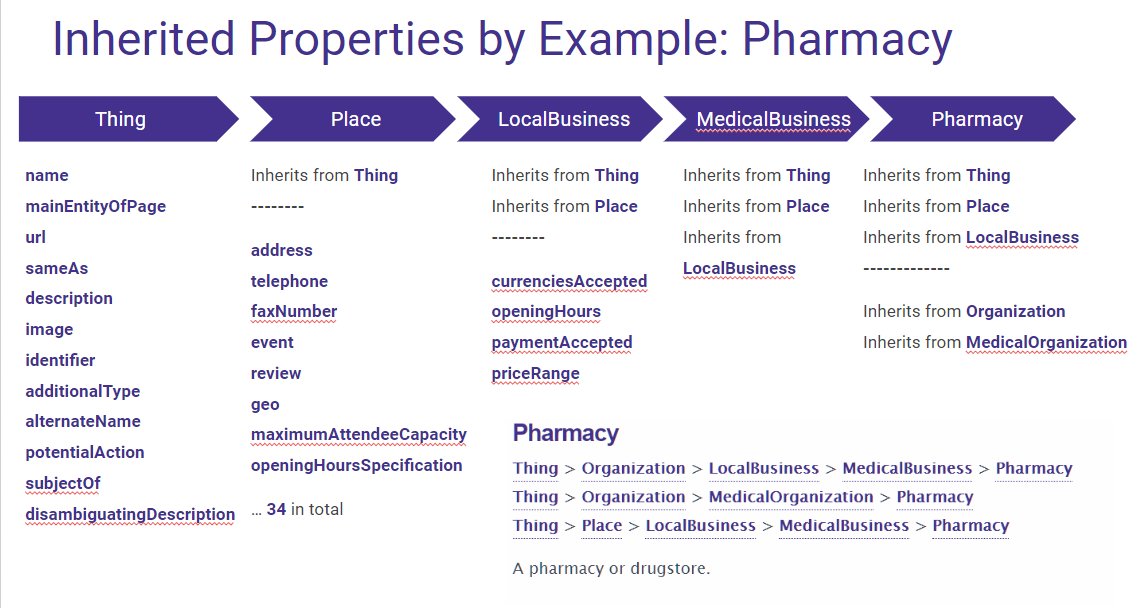 Inherited Properties by Example: Pharmacy
Thing
Place
LocalBusiness
MedicalBusiness
Pharmacy
name
mainEntityOfPage
url
sameAs
description
image
identifier
additionalType
alternateName
potentialAction
subjectOf
disambiguatingDescription
Inherits from Thing
--------
address
telephone
faxNumber
event
review
geo
maximumAttendeeCapacity
openingHoursSpecification
... 34 in total
Inherits from Thing
Inherits from Place
--------
currenciesAccepted
openingHours
paymentAccepted
priceRange
Inherits from Thing
Inherits from Place
Inherits from
LocalBusiness
Inherits from Thing
Inherits from Place
Inherits from LocalBusiness
-------------
Inherits from Organization
Inherits from MedicalOrganization
Pharmacy
Thing > Organization > LocalBusiness > MedicalBusiness > Pharmacy
Thing > Organization > MedicalOrganization > Pharmacy
Thing > Place > LocalBusiness > MedicalBusiness > Pharmacy
A pharmacy or drugstore.